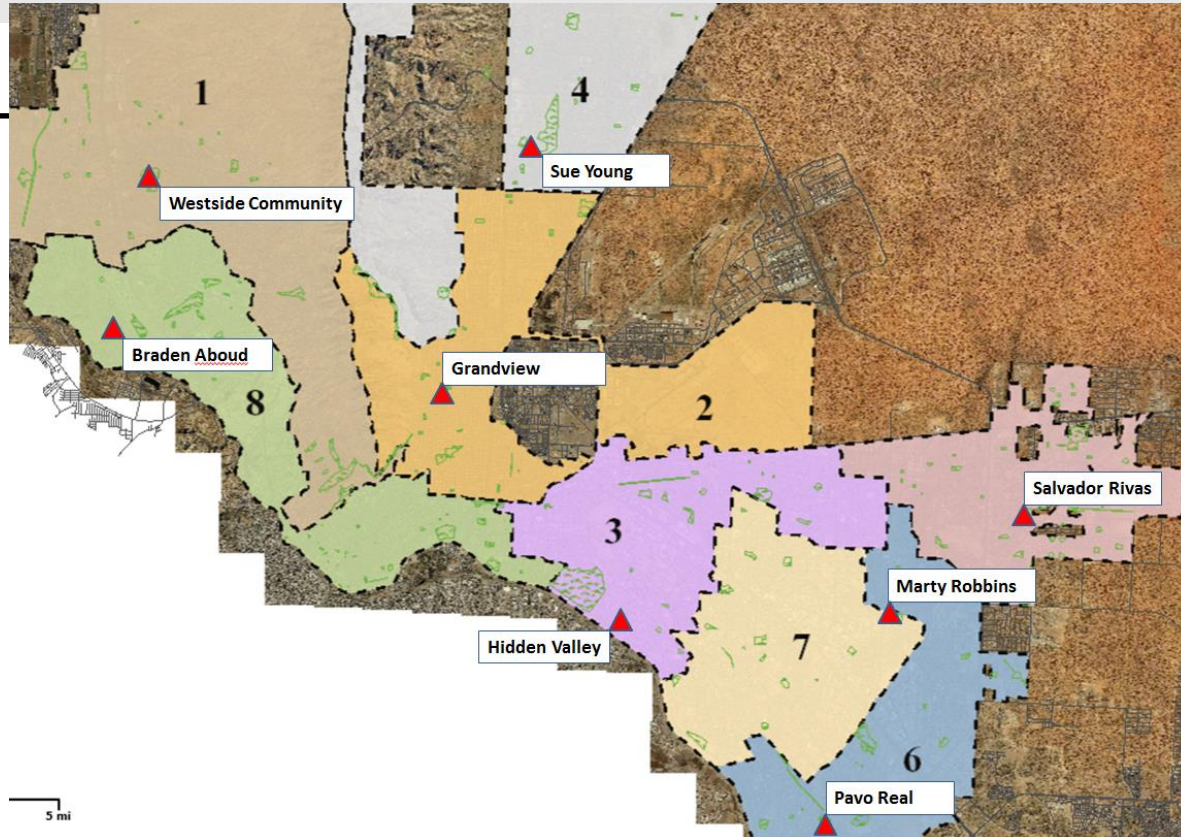 1
4
Sue Young
Westside Community
Braden Aboud
Grandview
8
2
Salvador Rivas
3
Marty Robbins
Hidden Valley
7
6
Pavo Real
5 mi